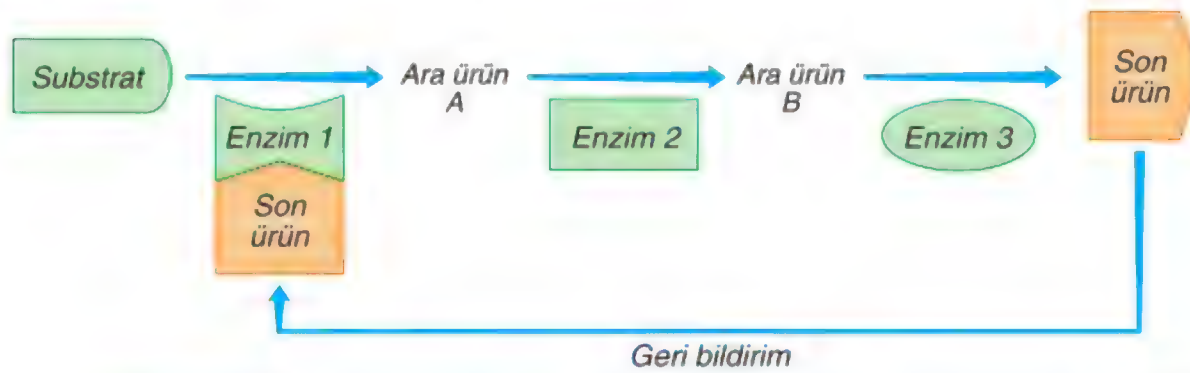 Substrat
Ara ürün
A
Ara ürün
B
Son
ürün
Enzim 1
Enzim 2
Enzim 3
Son
ürün
Geri bildirim